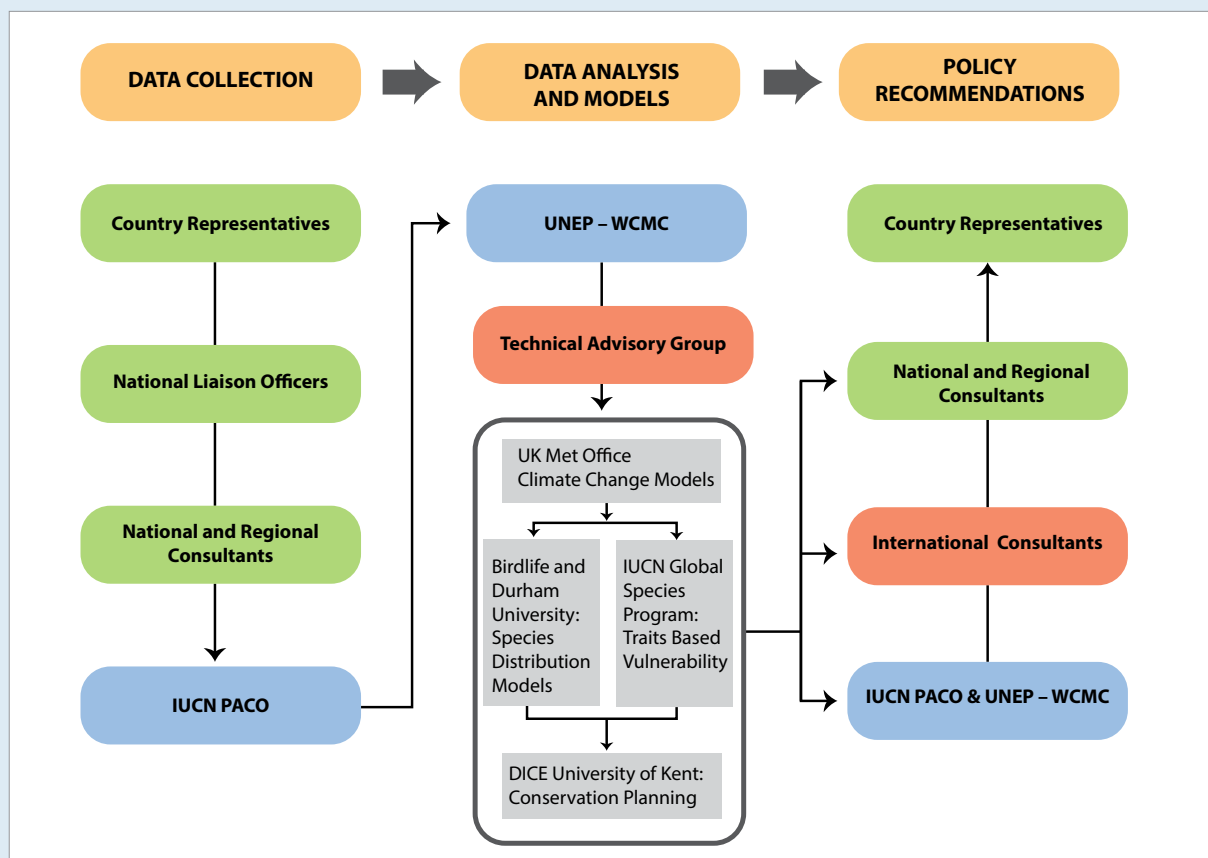 DATA COLLECTION
DATA ANALYSIS
AND MODELS
POLICY
RECOMMENDATIONS
Country Representatives
National Liaison Officers
National and Regional
Consultants
IUCN PACO
UNEP – WCMC
Technical Advisory Group
UK Met Office
Climate Change Models
Birdlife and
Durham
University:
Species
Distribution
Models
IUCN Global
Species
Program:
Traits Based
Vulnerability
DICE University of Kent:
Conservation Planning
Country Representatives
National and Regional
Consultants
International Consultants
IUCN PACO & UNEP – WCMC